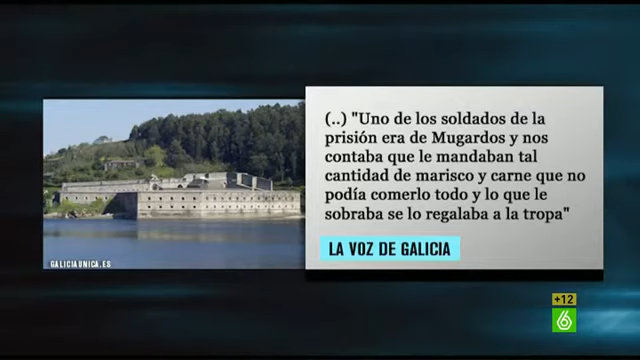 (..) "Uno de los soldados de la
prisión era de Mugardos y nos
contaba que le mandaban tal
cantidad de marisco y carne que no
podía comerlo todo y lo que le
sobraba se lo regalaba a la tropa"
LA VOZ DE GALICIA
GALICIAUNICA.ES
+12
6